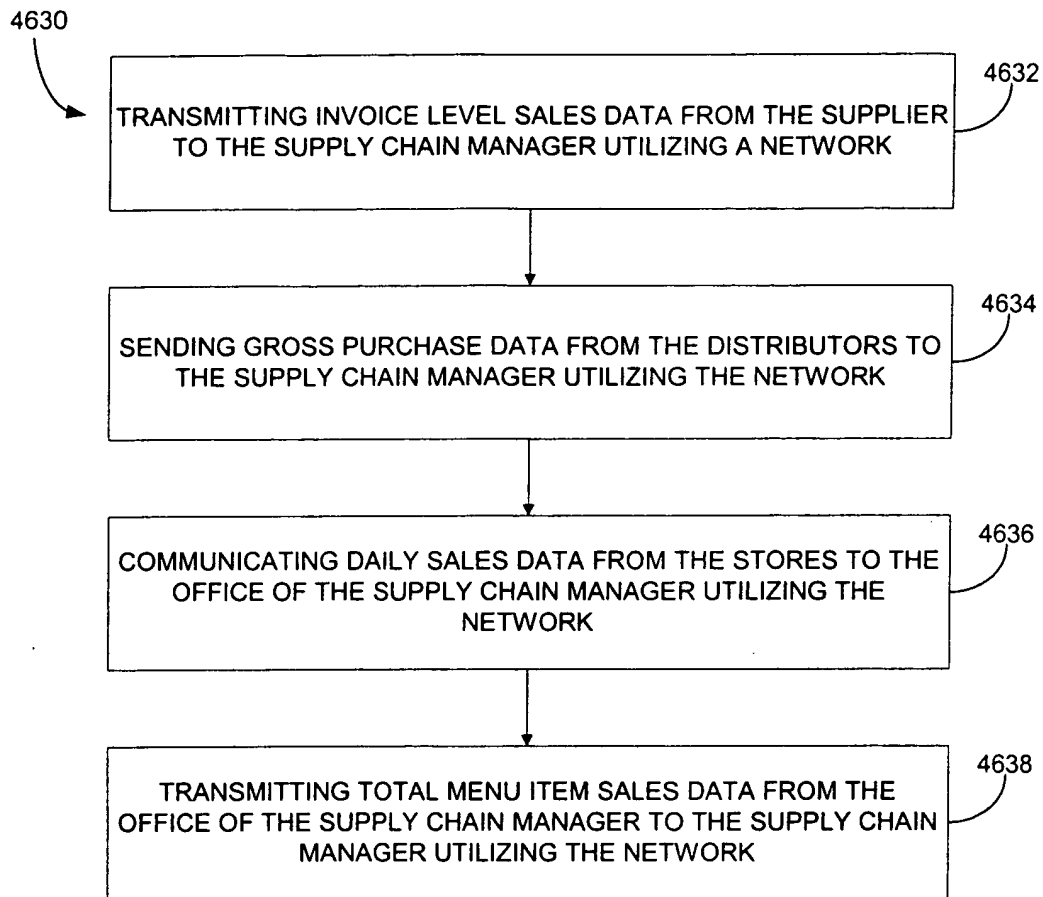 4630
4632
TRANSMITTING INVOICE LEVEL SALES DATA FROM THE SUPPLIER
TO THE SUPPLY CHAIN MANAGER UTILIZING A NETWORK
4634
SENDING GROSS PURCHASE DATA FROM THE DISTRIBUTORS TO
THE SUPPLY CHAIN MANAGER UTILIZING THE NETWORK
4636
COMMUNICATING DAILY SALES DATA FROM THE STORES TO THE
OFFICE OF THE SUPPLY CHAIN MANAGER UTILIZING THE
NETWORK
4638
TRANSMITTING TOTAL MENU ITEM SALES DATA FROM THE
OFFICE OF THE SUPPLY CHAIN MANAGER TO THE SUPPLY CHAIN
MANAGER UTILIZING THE NETWORK